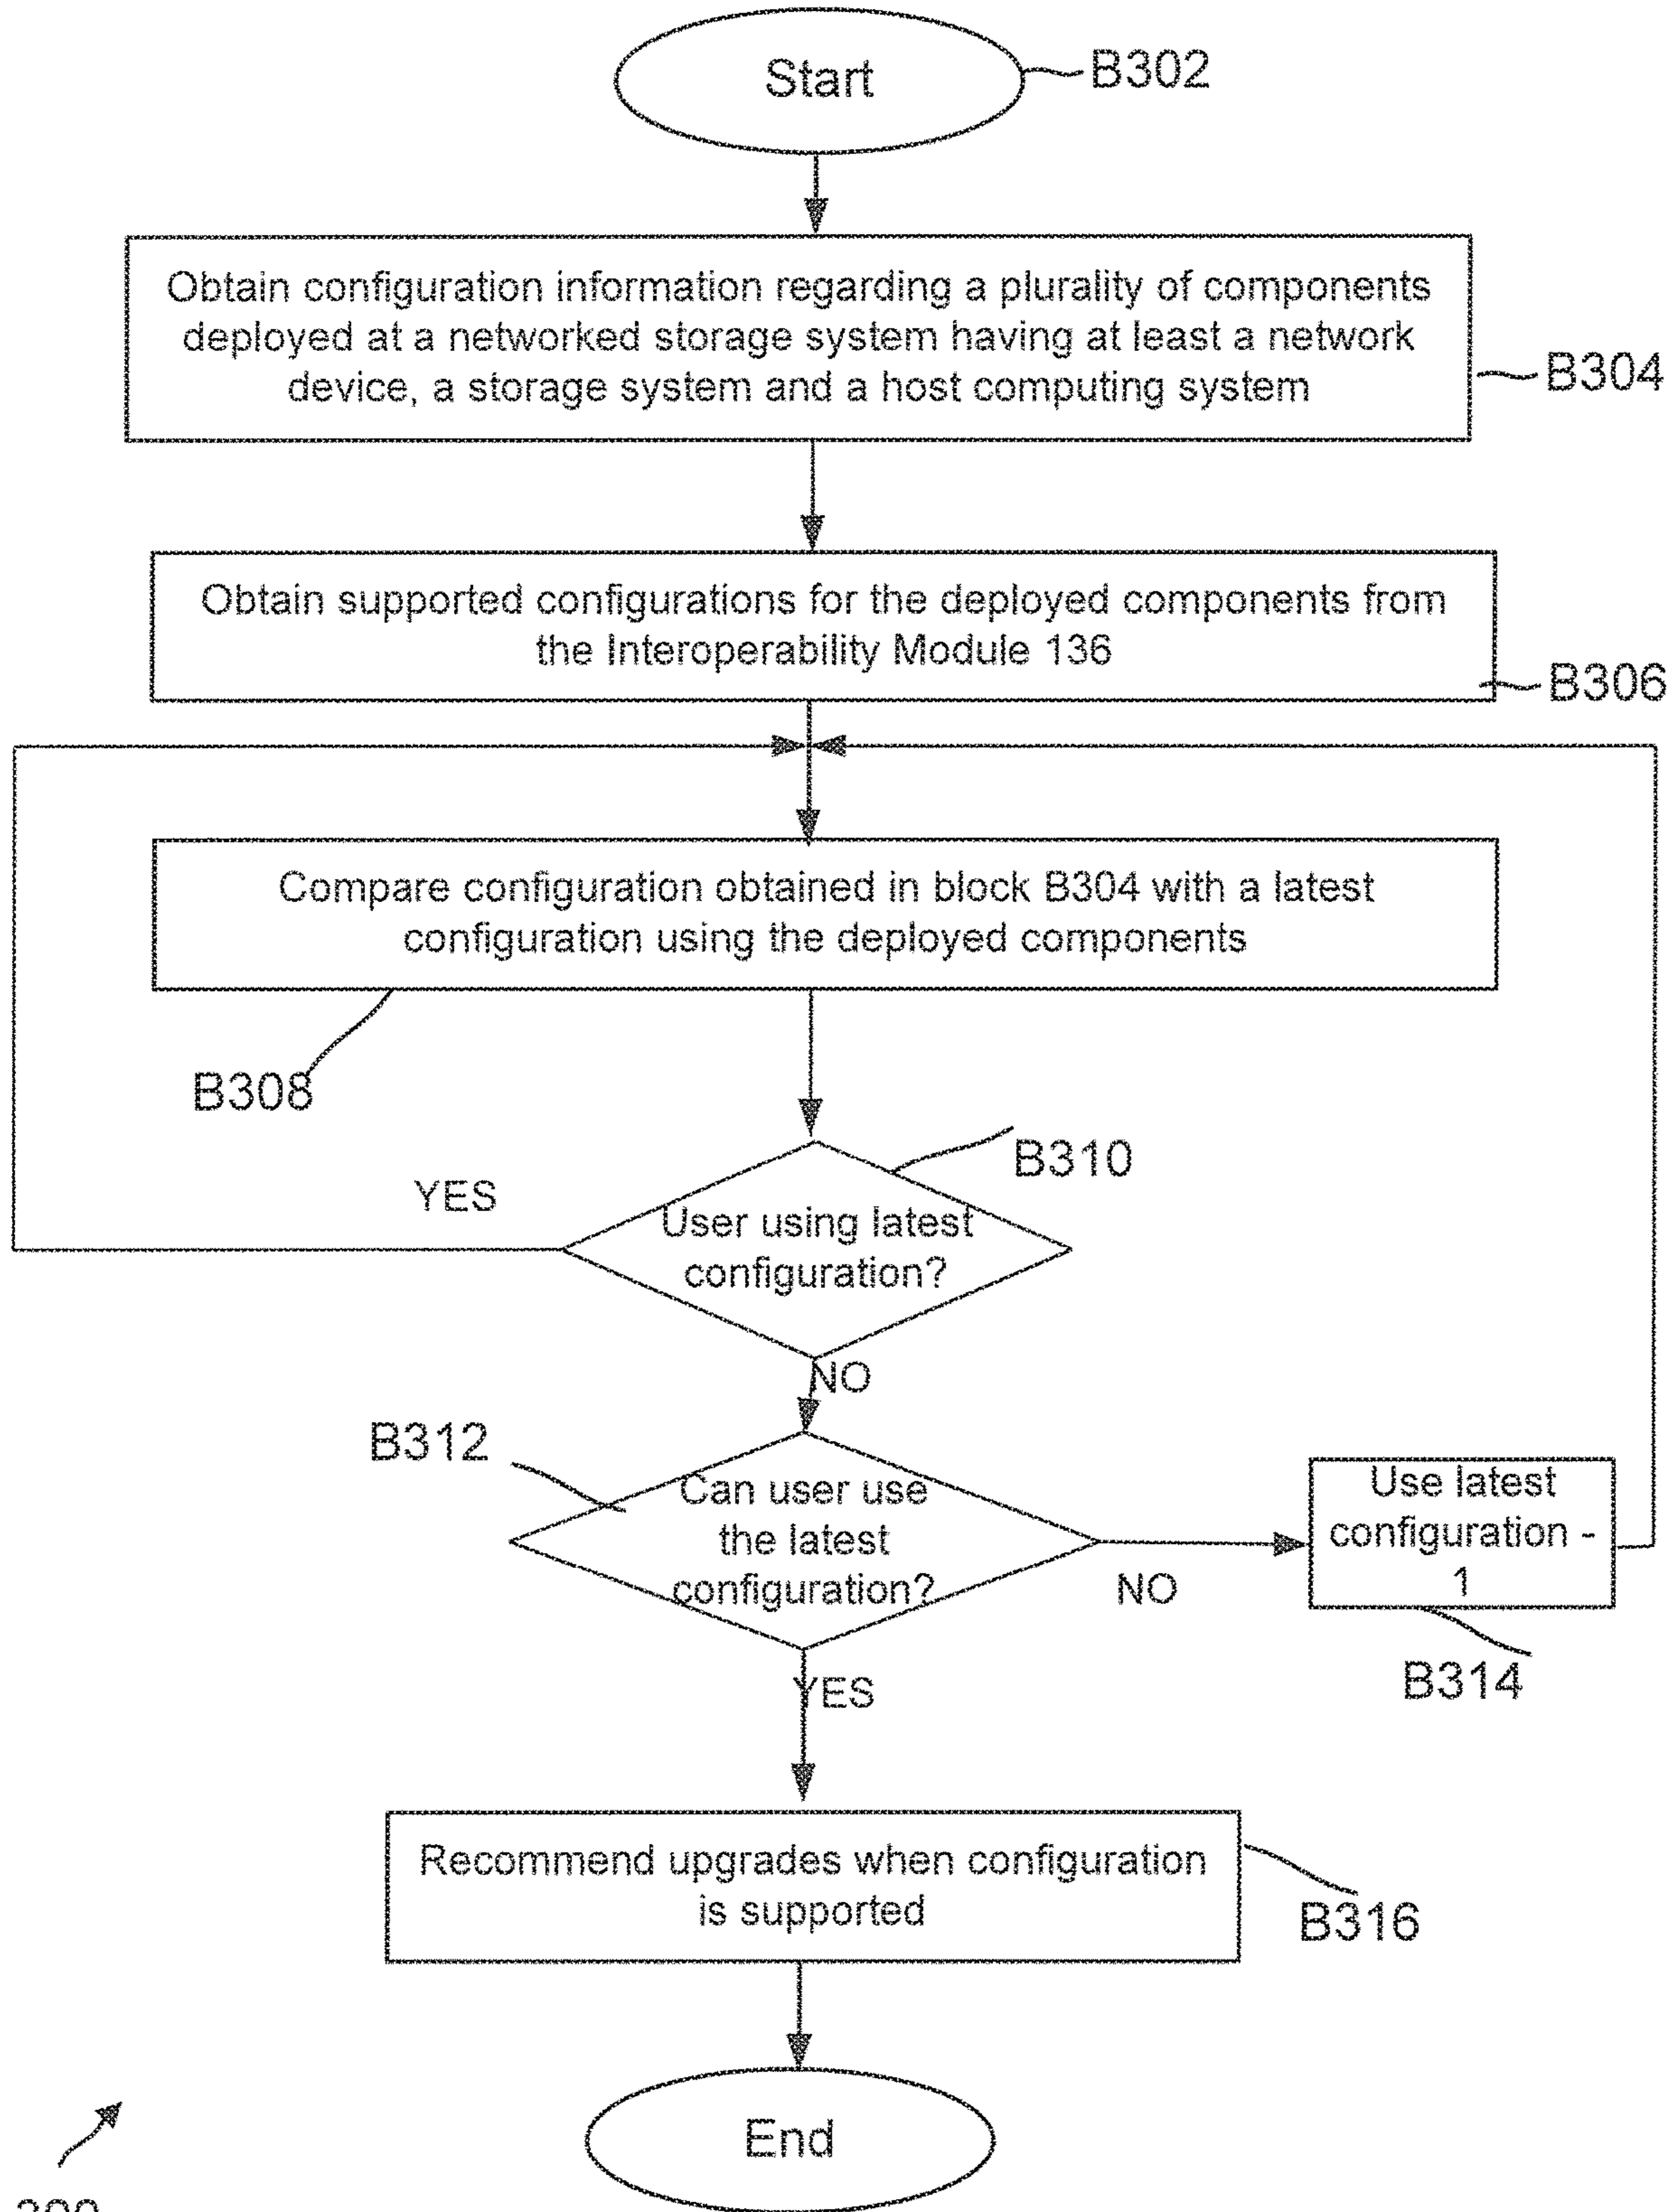 Start
B302
Obtain configuration information regarding a plurality of components
deployed at a networked storage system having at least a network
device, a storage system and a host computing system
B304
Obtain supported configurations for the deployed components from
the Interoperability Module 136
B306
Compare configuration obtained in block B304 with a latest
configuration using the deployed components
B308
B310
YES
User using latest
configuration?
NO
B312
Can user use
the latest
configuration?
NO
Use latest
configuration -
1
B314
YES
Recommend upgrades when configuration
is supported
B316
End